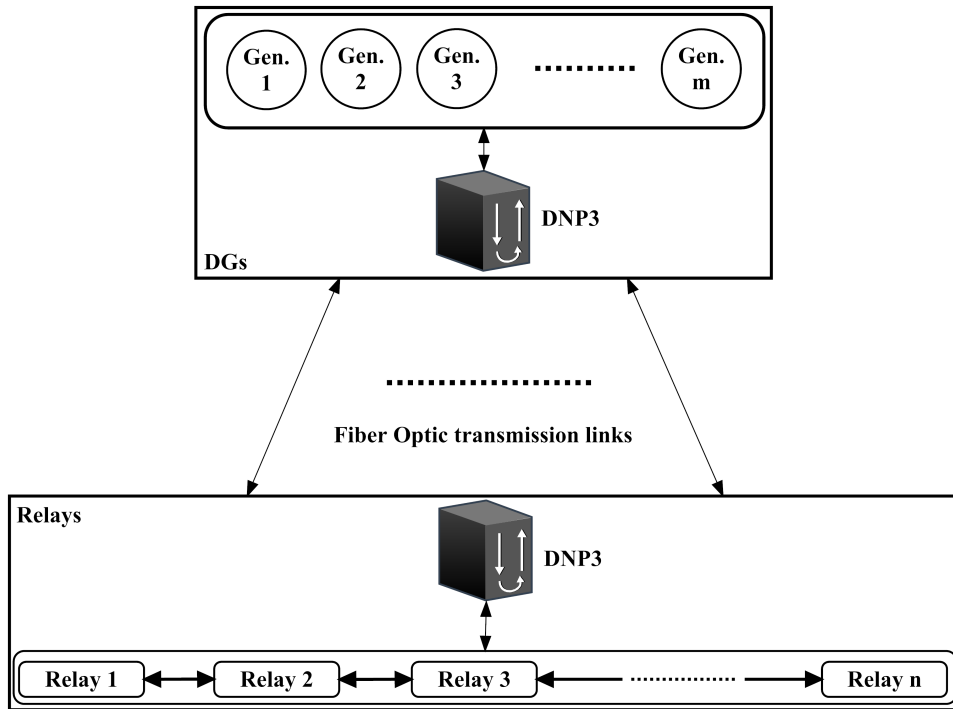 Gen.
1
Gen.
2
Gen.
3
Gen.
m
DNP3
DGs
Fiber Optic transmission links
Relays
DNP3
Relay 1
Relay 2
Relay 3
Relay n